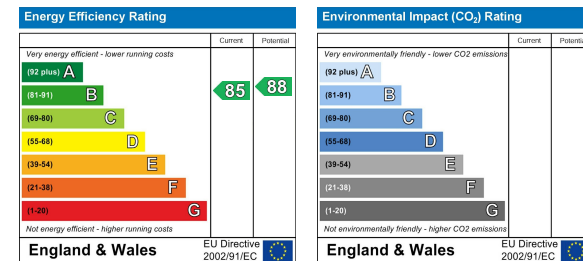 Energy Efficiency Rating
Current Potential
Very energy efficient - lower running costs
(92 plus) A
(81-91) B
85 88
(69-80) C
(55-68) D
(39-54) E
(21-38) F
(1-20) G
Not energy efficient - higher running costs
England & Wales
EU Directive
2002/91/EC
Environmental Impact (CO₂) Rating
Current Potential
Very environmentally friendly - lower CO2 emissions
(92 plus) A
(81-91) B
(69-80) C
(55-68) D
(39-54) E
(21-38) F
(1-20) G
Not environmentally friendly - higher CO2 emissions
England & Wales
EU Directive
2002/91/EC